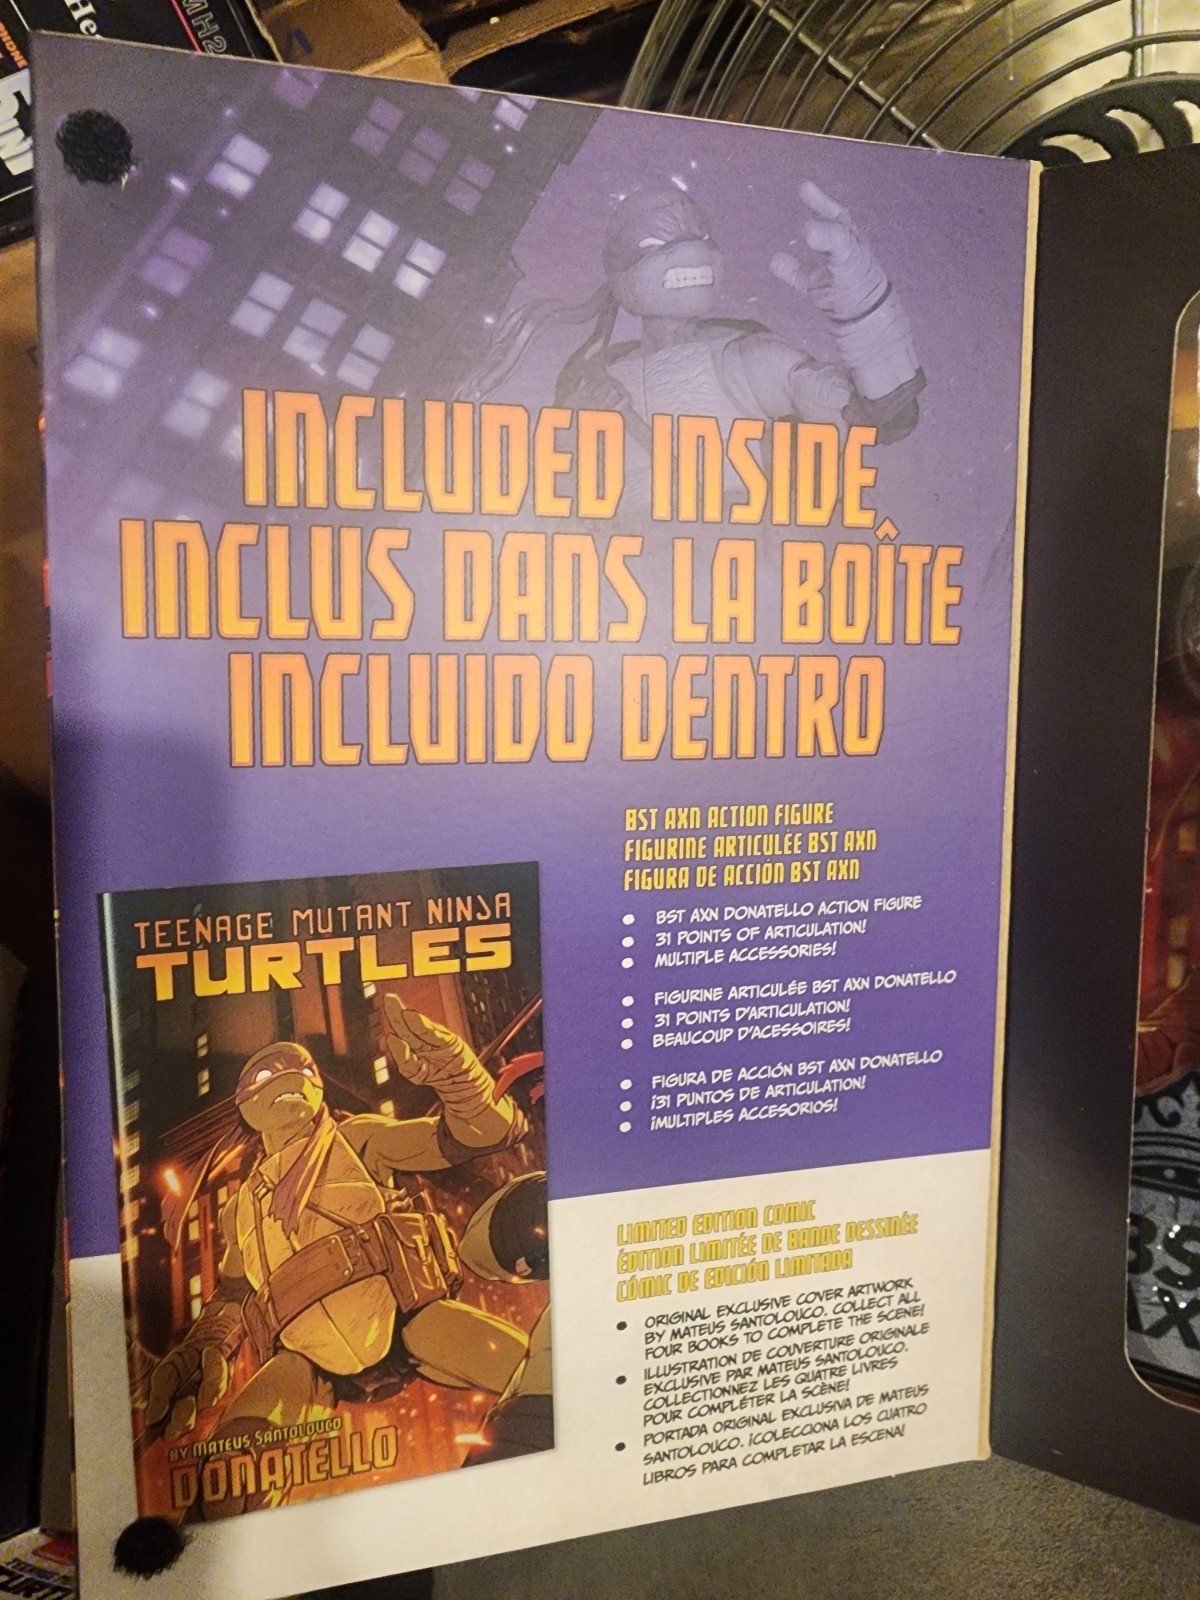 MH2
He
INCLUDED INSIDE
INCLUS DANS LA BOÎTE
INCLUIDO DENTRO
BST AXN ACTION FIGURE
FIGURINE ARTICULÉE BST AXN
FIGURA DE ACCIÓN BST AXN
• BST AXN DONATELLO ACTION FIGURE
• 31 POINTS OF ARTICULATION!
• MULTIPLE ACCESSORIES!
• FIGURINE ARTICULÉE BST AXN DONATELLO
• 31 POINTS D'ARTICULATION!
• BEAUCOUP D'ACESSOIRES!
• FIGURA DE ACCIÓN BST AXN DONATELLO
• ¡31 PUNTOS DE ARTICULATION!
• ¡MULTIPLES ACCESORIOS!
TEENAGE MUTANT NINJA
TURTLES
BY MATEUS SANTOLOUCO
DONATELLO
LIMITED EDITION COMIC
ÉDITION LIMITÉE DE BANDE DESSINÉE
CÓMIC DE EDICIÓN LIMITADA
• ORIGINAL EXCLUSIVE COVER ARTWORK
BY MATEUS SANTOLOUCO. COLLECT ALL
FOUR BOOKS TO COMPLETE THE SCENE!
• ILLUSTRATION DE COUVERTURE ORIGINALE
EXCLUSIVE PAR MATEUS SANTOLOUCO.
COLLECTIONNEZ LES QUATRE LIVRES
POUR COMPLÉTER LA SCÈNE!
• PORTADA ORIGINAL EXCLUSIVA DE MATEUS
SANTOLOUCO. ¡COLECCIONA LOS CUATRO
LIBROS PARA COMPLETAR LA ESCENA!
BS
AX